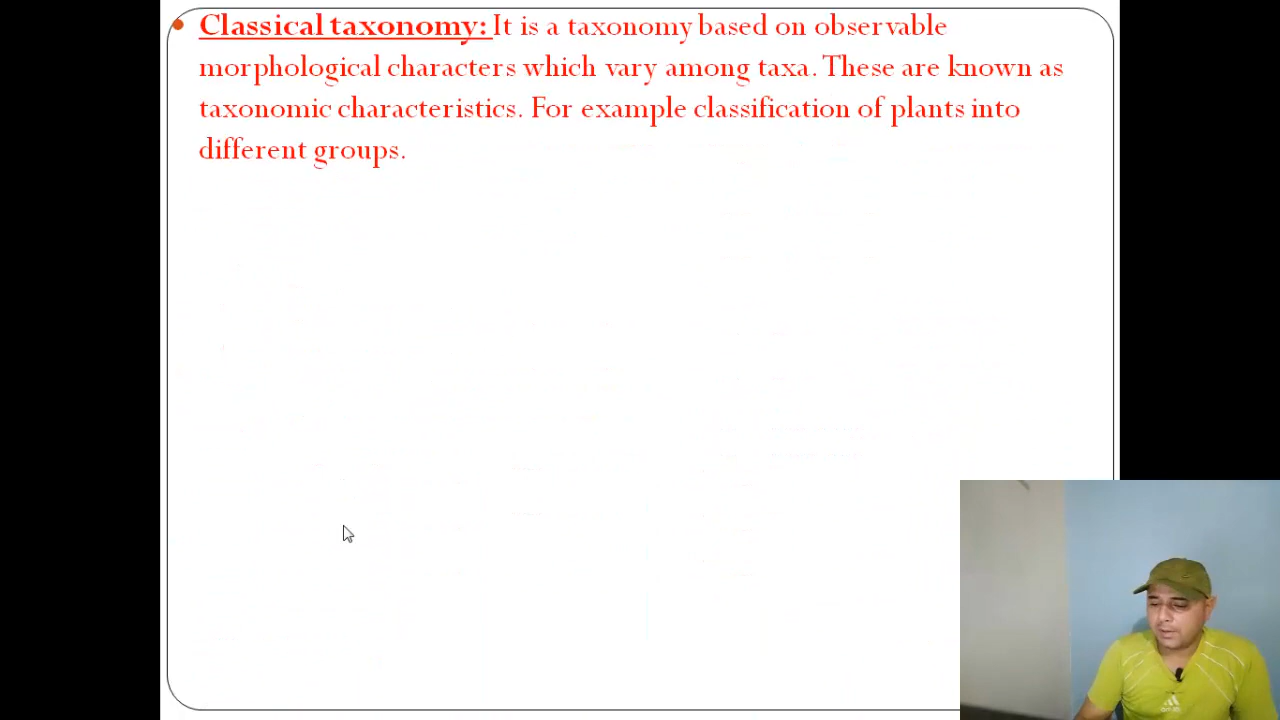 Classical taxonomy: It is a taxonomy based on observable
morphological characters which vary among taxa. These are known as
taxonomic characteristics. For example classification of plants into
different groups.